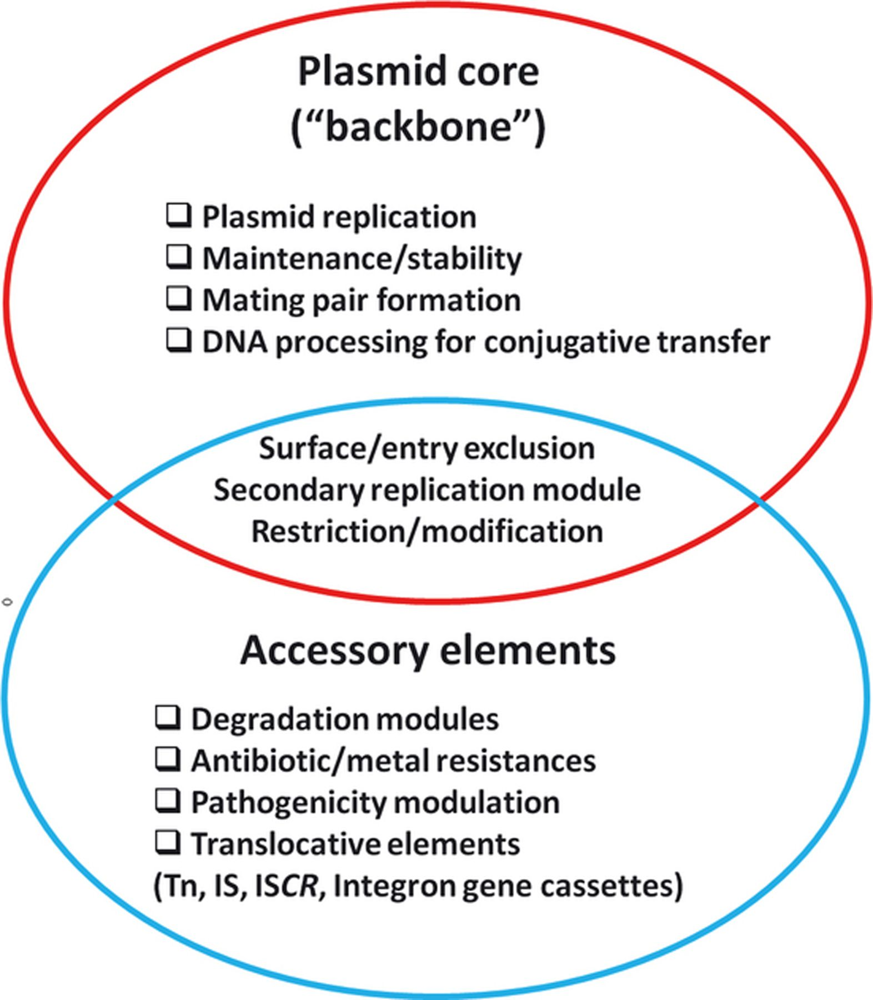 Plasmid core
(“backbone”)
❑ Plasmid replication
❑ Maintenance/stability
❑ Mating pair formation
❑ DNA processing for conjugative transfer
Surface/entry exclusion
Secondary replication module
Restriction/modification
Accessory elements
❑ Degradation modules
❑ Antibiotic/metal resistances
❑ Pathogenicity modulation
❑ Translocative elements
(Tn, IS, ISCR, Integron gene cassettes)